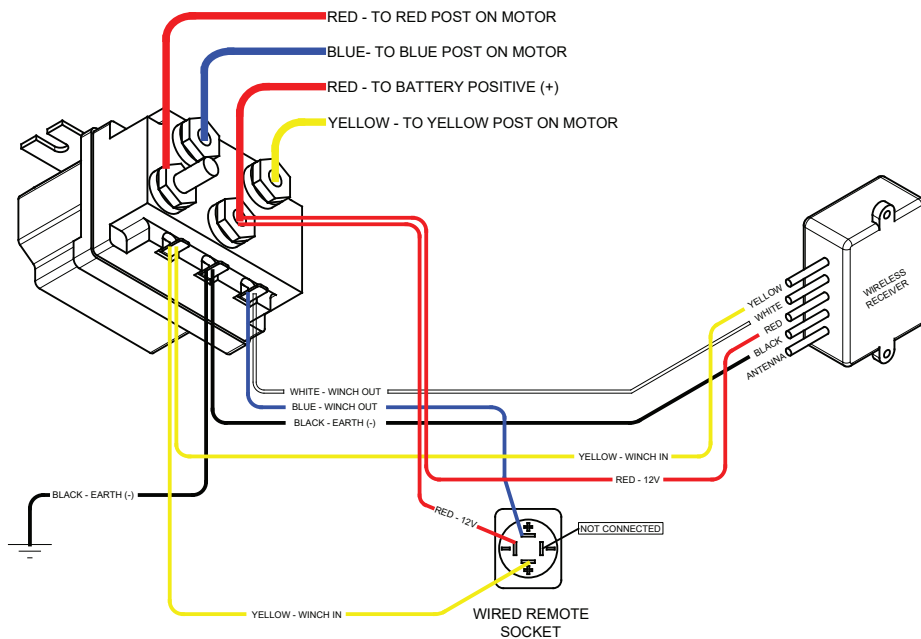 RED - TO RED POST ON MOTOR
BLUE- TO BLUE POST ON MOTOR
RED - TO BATTERY POSITIVE (+)
YELLOW - TO YELLOW POST ON MOTOR
WIRELESS
RECEIVER
YELLOW
WHITE
RED
BLACK
ANTENNA
WHITE - WINCH OUT
BLUE - WINCH OUT
BLACK - EARTH (-)
YELLOW - WINCH IN
RED - 12V
BLACK - EARTH (-)
RED - 12V
NOT CONNECTED
YELLOW - WINCH IN
WIRED REMOTE
SOCKET